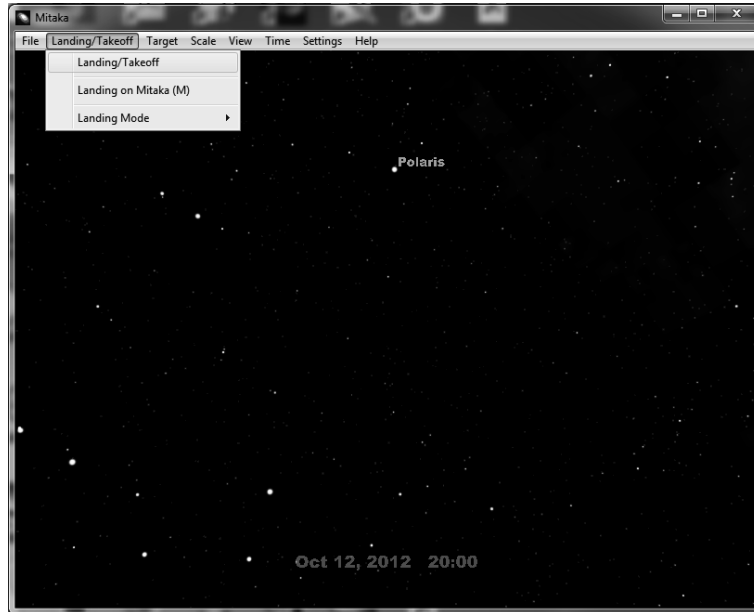 Mitaka
File Landing/Takeoff Target Scale View Time Settings Help
Landing/Takeoff
Landing on Mitaka (M)
Landing Mode
Polaris
Oct 12, 2012 20:00